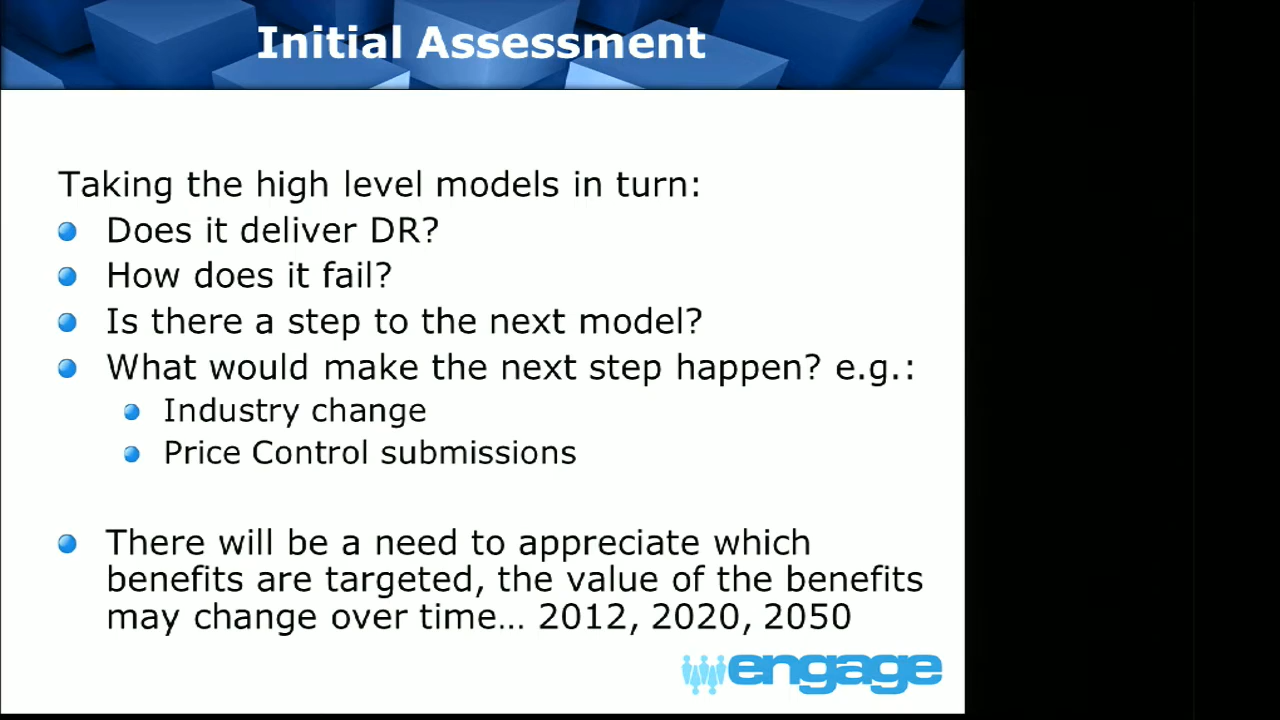 Initial Assessment
Taking the high level models in turn:
Does it deliver DR?
How does it fail?
Is there a step to the next model?
What would make the next step happen? e.g.:
Industry change
Price Control submissions
There will be a need to appreciate which
benefits are targeted, the value of the benefits
may change over time... 2012, 2020, 2050
engage